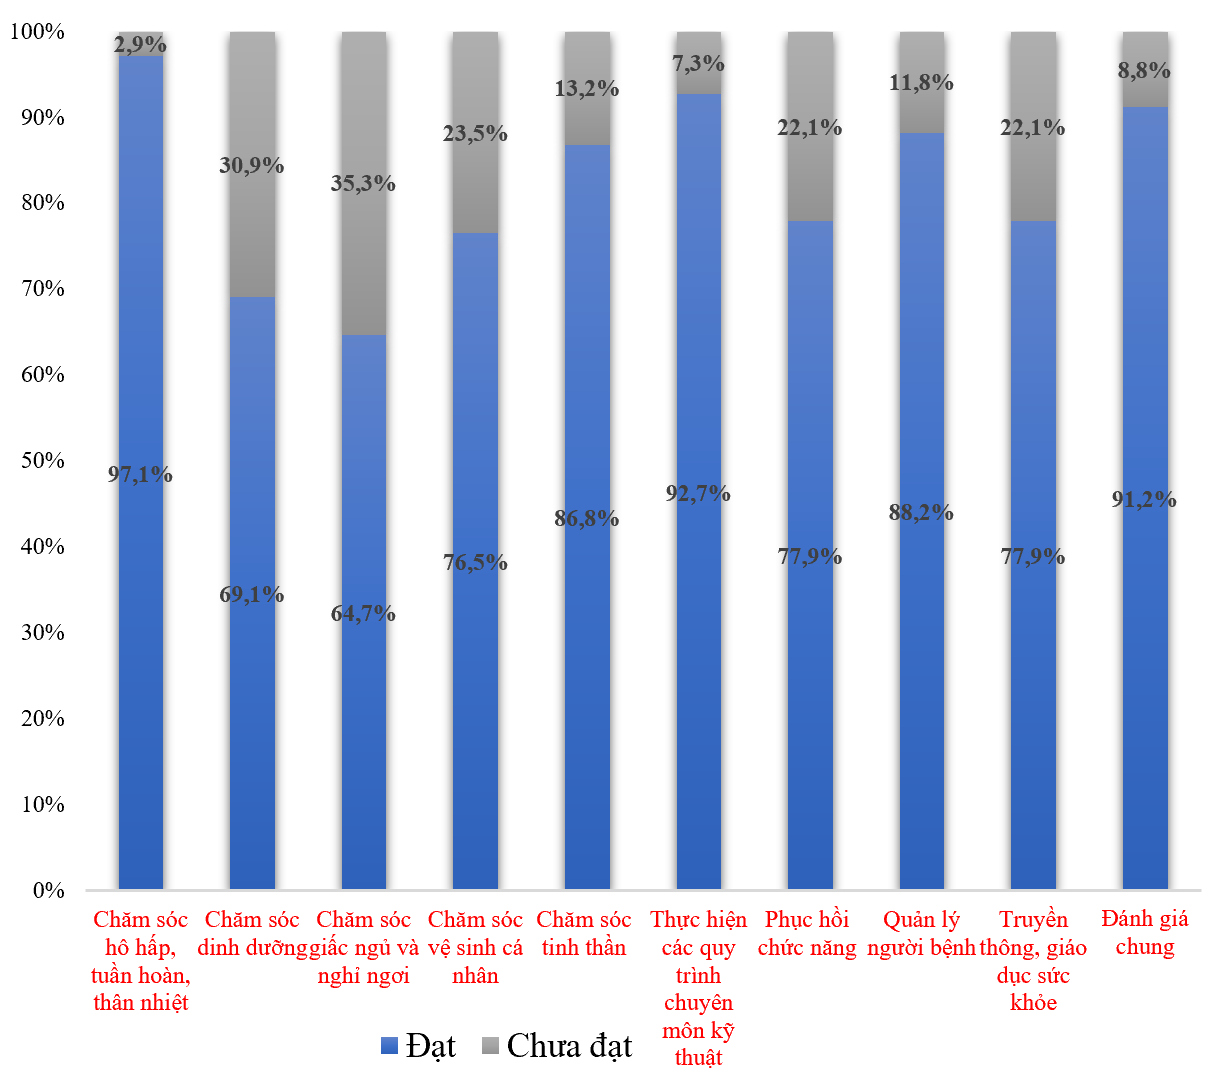 100%
90%
80%
70%
60%
50%
40%
30%
20%
10%
0%
2,9%
30,9%
35,3%
23,5%
13,2%
7,3%
22,1%
11,8%
22,1%
8,8%
97,1%
69,1%
64,7%
76,5%
86,8%
92,7%
77,9%
88,2%
77,9%
91,2%
Chăm sóc
hô hấp,
tuần hoàn,
thân nhiệt
Chăm sóc
dinh dưỡng
Chăm sóc
giấc ngủ và
nghỉ ngơi
Chăm sóc
vệ sinh cá
nhân
Chăm sóc
tinh thần
Thực hiện
các quy
trình
chuyên
môn kỹ
thuật
Phục hồi
chức năng
Quản lý
người bệnh
Truyền
thông, giáo
dục sức
khỏe
Đánh giá
chung
Đạt
Chưa đạt